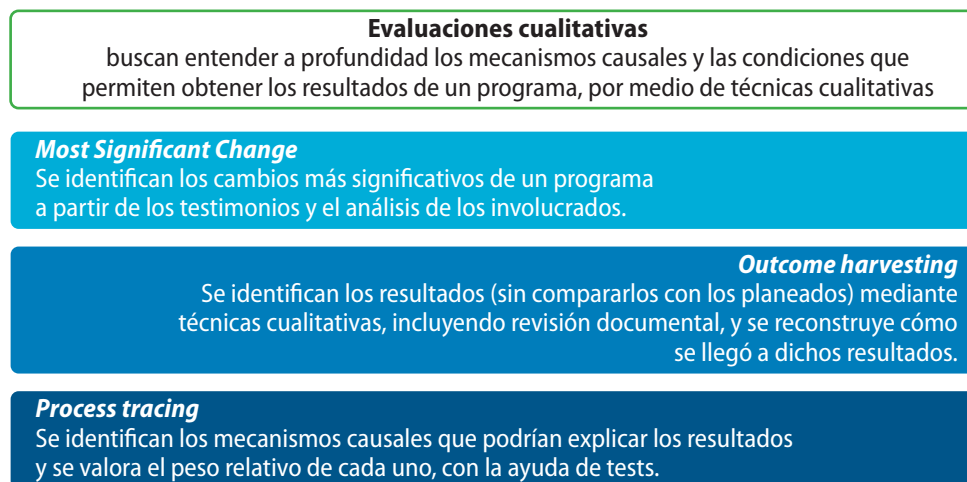 Evaluaciones cualitativas
buscan entender a profundidad los mecanismos causales y las condiciones que
permiten obtener los resultados de un programa, por medio de técnicas cualitativas
Most Significant Change
Se identifican los cambios más significativos de un programa
a partir de los testimonios y el análisis de los involucrados.
Outcome harvesting
Se identifican los resultados (sin compararlos con los planeados) mediante
técnicas cualitativas, incluyendo revisión documental, y se reconstruye cómo
se llegó a dichos resultados.
Process tracing
Se identifican los mecanismos causales que podrían explicar los resultados
y se valora el peso relativo de cada uno, con la ayuda de tests.